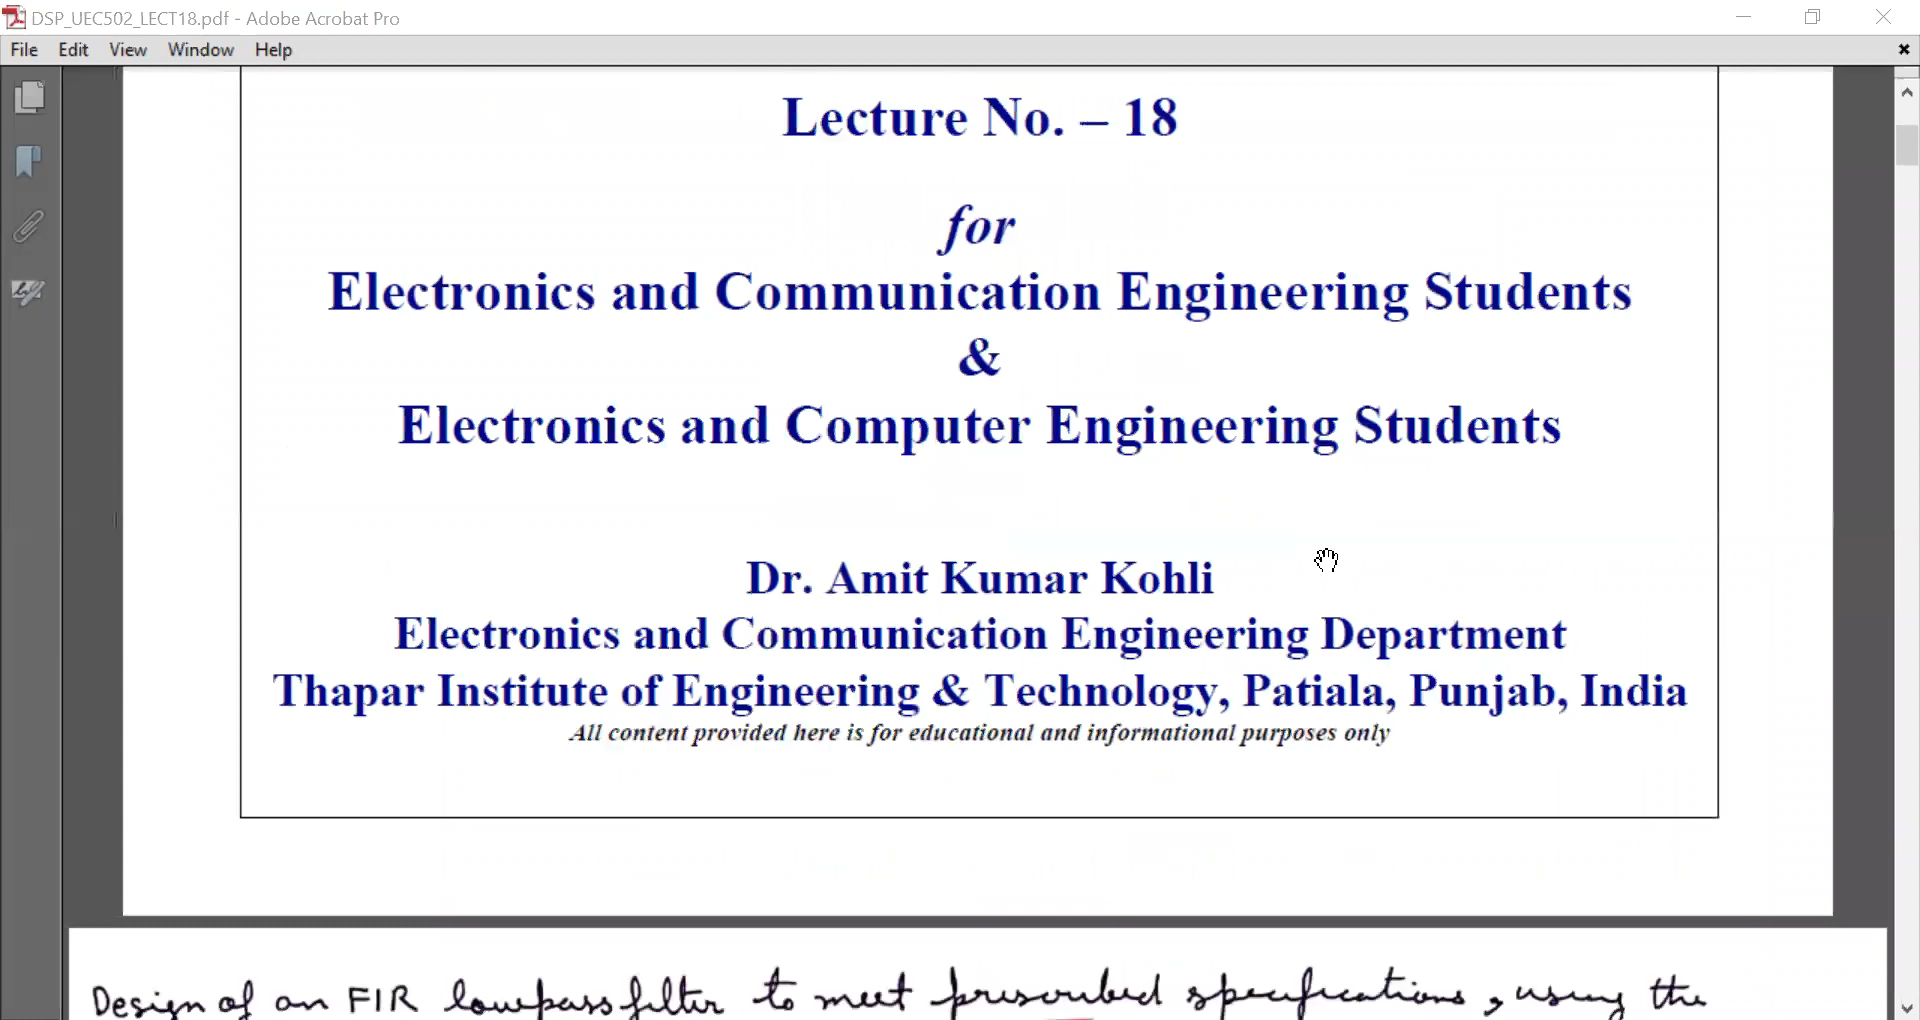 DSP_UEC502_LECT18.pdf - Adobe Acrobat Pro
File Edit View Window Help
Lecture No. – 18
for
Electronics and Communication Engineering Students
&
Electronics and Computer Engineering Students
Dr. Amit Kumar Kohli
Electronics and Communication Engineering Department
Thapar Institute of Engineering & Technology, Patiala, Punjab, India
All content provided here is for educational and informational purposes only
Design of an FIR lowpass filter to meet prescribed specifications, using the